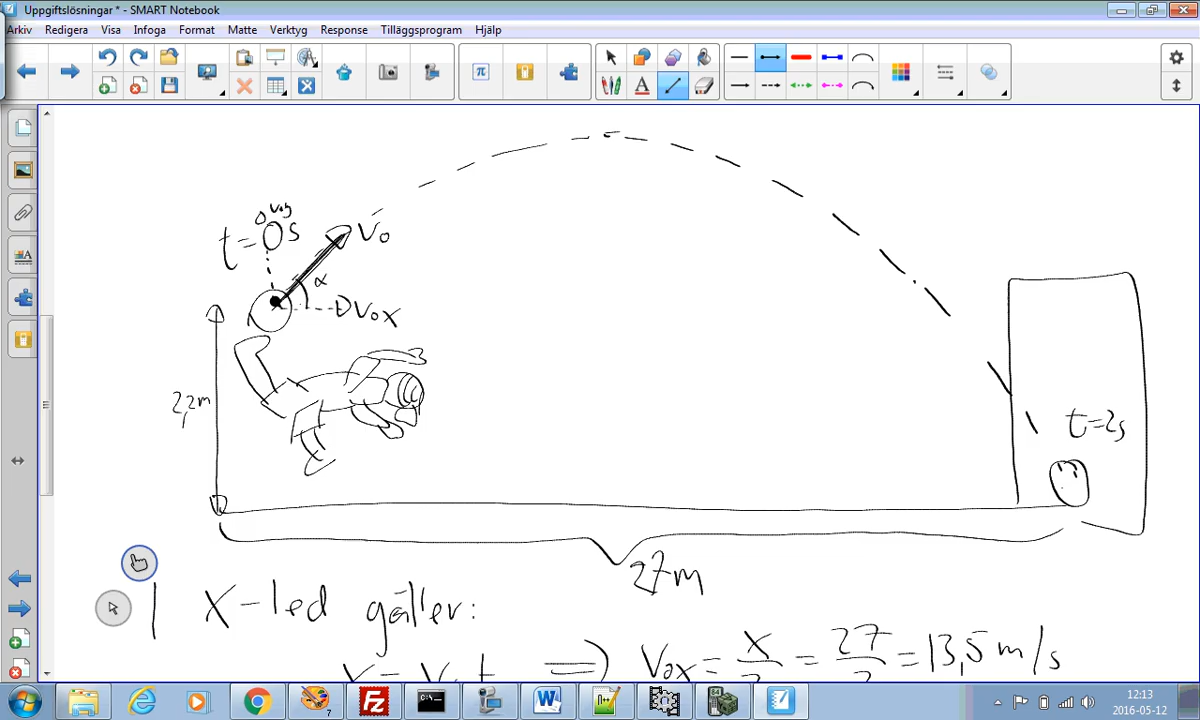 Uppgiftslösningar * - SMART Notebook
Arkiv Redigera Visa Infoga Format Matte Verktyg Response Tilläggsprogram Hjälp
V0y
t=0s
V0
α
V0x
2,2m
t=2s
27m
I X-led gäller:
=> V0x = x = 27 = 13,5 m/s
12:13
2016-05-12